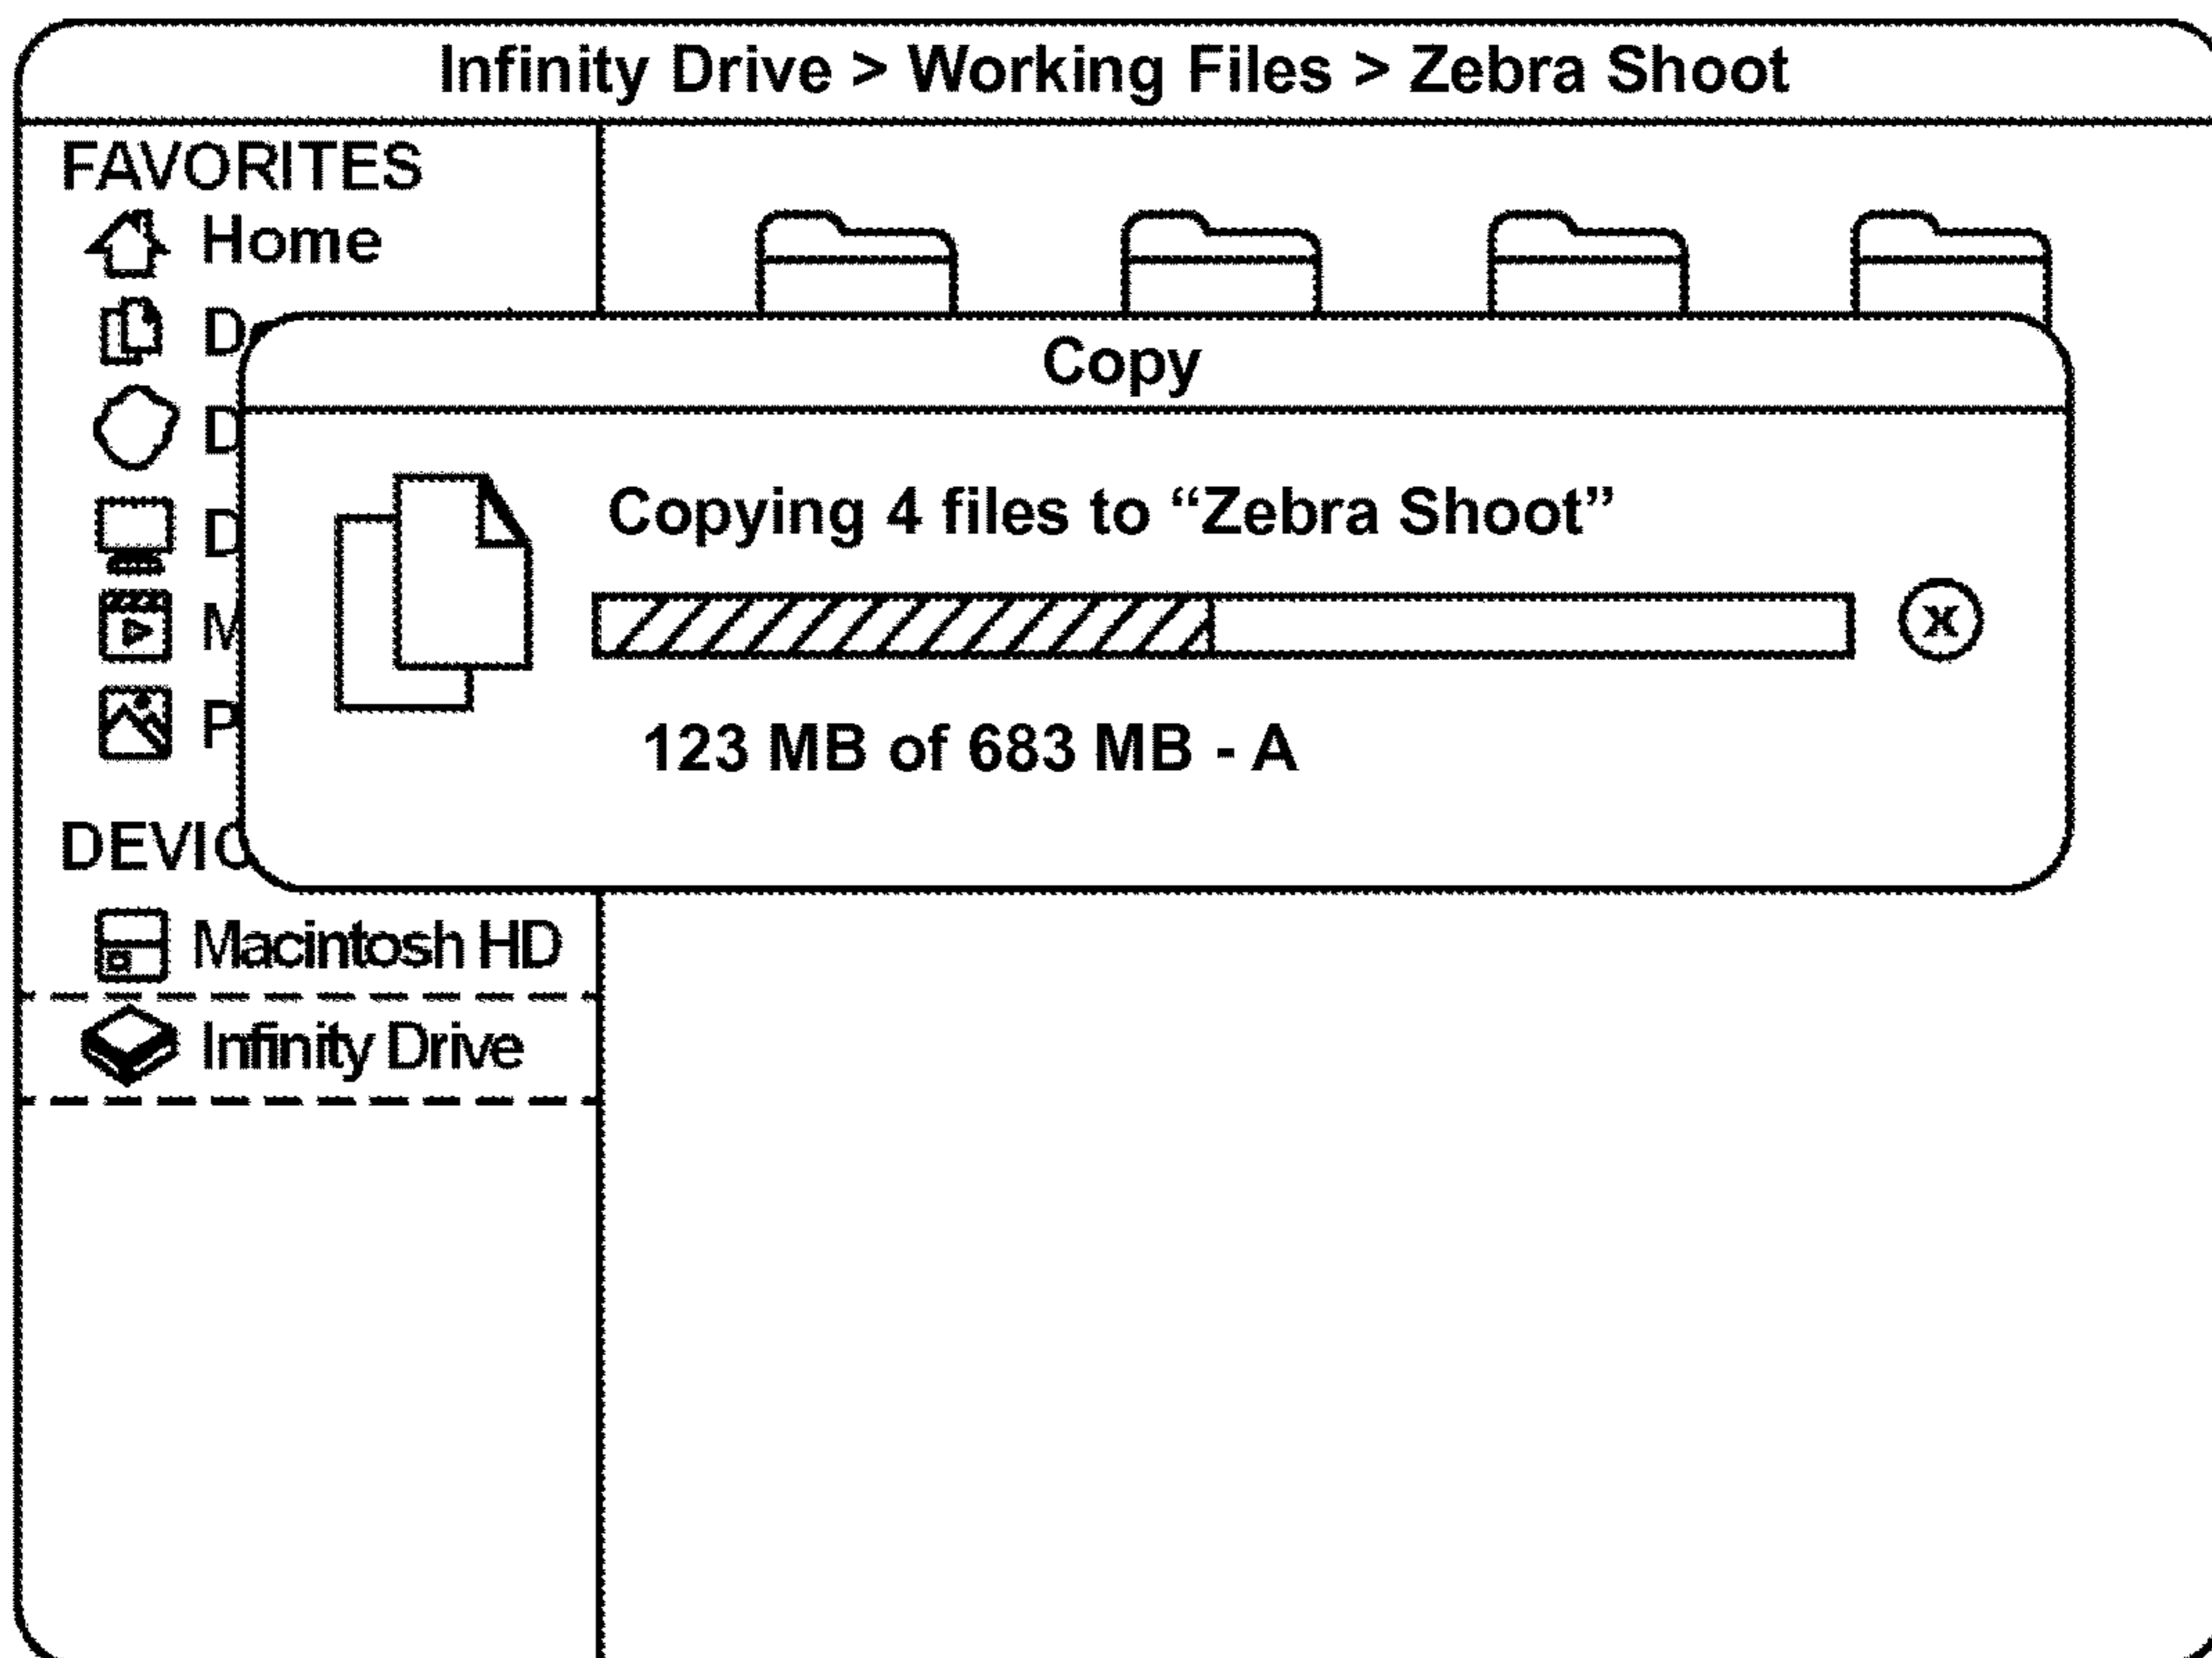 Infinity Drive > Working Files > Zebra Shoot
FAVORITES
Home
D
D
D
M
P
Copy
Copying 4 files to “Zebra Shoot”
x
123 MB of 683 MB - A
DEVIC
Macintosh HD
Infinity Drive